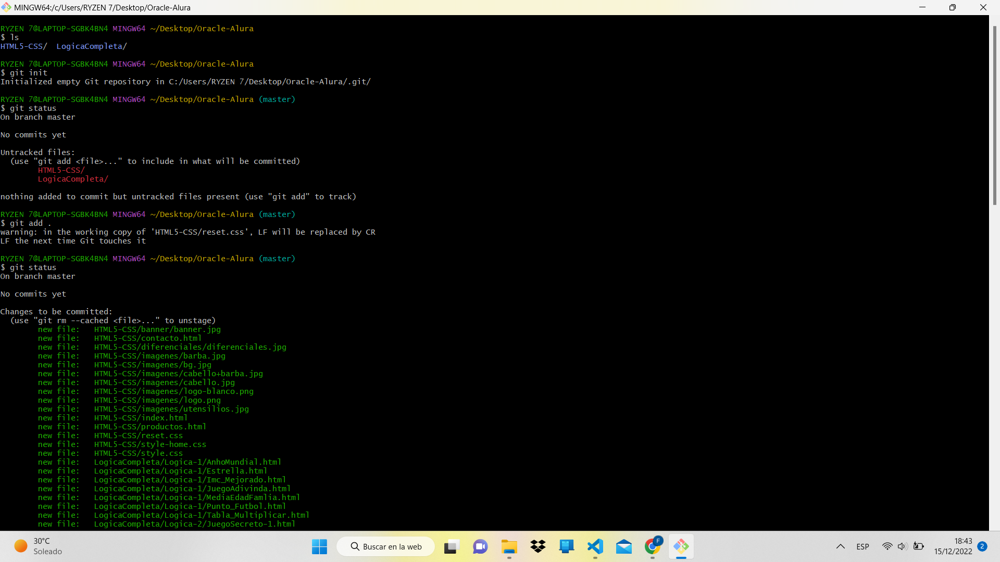 MINGW64:/c/Users/RYZEN 7/Desktop/Oracle-Alura
RYZEN 7@LAPTOP-SGBK4BN4 MINGW64 ~/Desktop/Oracle-Alura
$ ls
HTML5-CSS/  LogicaCompleta/
RYZEN 7@LAPTOP-SGBK4BN4 MINGW64 ~/Desktop/Oracle-Alura
$ git init
Initialized empty Git repository in C:/Users/RYZEN 7/Desktop/Oracle-Alura/.git/
RYZEN 7@LAPTOP-SGBK4BN4 MINGW64 ~/Desktop/Oracle-Alura (master)
$ git status
On branch master
No commits yet
Untracked files:
  (use "git add <file>..." to include in what will be committed)
        HTML5-CSS/
        LogicaCompleta/
nothing added to commit but untracked files present (use "git add" to track)
RYZEN 7@LAPTOP-SGBK4BN4 MINGW64 ~/Desktop/Oracle-Alura (master)
$ git add .
warning: in the working copy of 'HTML5-CSS/reset.css', LF will be replaced by CR
LF the next time Git touches it
RYZEN 7@LAPTOP-SGBK4BN4 MINGW64 ~/Desktop/Oracle-Alura (master)
$ git status
On branch master
No commits yet
Changes to be committed:
  (use "git rm --cached <file>..." to unstage)
        new file:   HTML5-CSS/banner/banner.jpg
        new file:   HTML5-CSS/contacto.html
        new file:   HTML5-CSS/diferenciales/diferenciales.jpg
        new file:   HTML5-CSS/imagenes/barba.jpg
        new file:   HTML5-CSS/imagenes/bg.jpg
        new file:   HTML5-CSS/imagenes/cabello+barba.jpg
        new file:   HTML5-CSS/imagenes/cabello.jpg
        new file:   HTML5-CSS/imagenes/logo-blanco.png
        new file:   HTML5-CSS/imagenes/logo.png
        new file:   HTML5-CSS/imagenes/utensilios.jpg
        new file:   HTML5-CSS/index.html
        new file:   HTML5-CSS/productos.html
        new file:   HTML5-CSS/reset.css
        new file:   HTML5-CSS/style-home.css
        new file:   HTML5-CSS/style.css
        new file:   LogicaCompleta/Logica-1/AnhoMundial.html
        new file:   LogicaCompleta/Logica-1/Estrella.html
        new file:   LogicaCompleta/Logica-1/Imc_Mejorado.html
        new file:   LogicaCompleta/Logica-1/JuegoAdivinda.html
        new file:   LogicaCompleta/Logica-1/MediaEdadFamlia.html
        new file:   LogicaCompleta/Logica-1/Punto_Futbol.html
        new file:   LogicaCompleta/Logica-1/Tabla_Multiplicar.html
        new file:   LogicaCompleta/Logica-2/JuegoSecreto-1.html
30°C
Soleado
Buscar en la web
F
ESP
18:43
15/12/2022
2